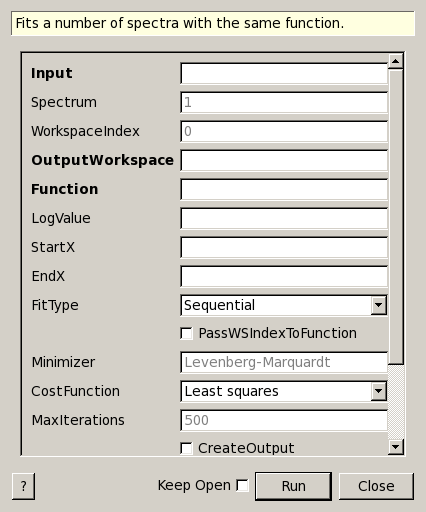 Fits a number of spectra with the same function.
Input
Spectrum 1
WorkspaceIndex 0
OutputWorkspace
Function
LogValue
StartX
EndX
FitType Sequential
PassWSIndexToFunction
Minimizer Levenberg-Marquardt
CostFunction Least squares
MaxIterations 500
CreateOutput
? Keep Open Run Close